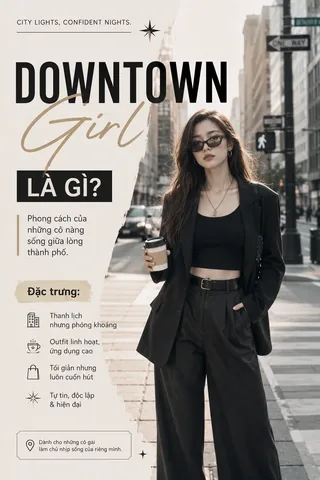 CITY LIGHTS, CONFIDENT NIGHTS.
DOWNTOWN
Girl
LÀ GÌ?
Phong cách của
những cô nàng
sống giữa lòng
thành phố.
Đặc trưng:
Thanh lịch
nhưng phóng khoáng
Outfit linh hoạt,
ứng dụng cao
Tối giản nhưng
luôn cuốn hút
Tự tin, độc lập
& hiện đại
Dành cho những cô gái
làm chủ nhịp sống của riêng mình.
ONE WAY